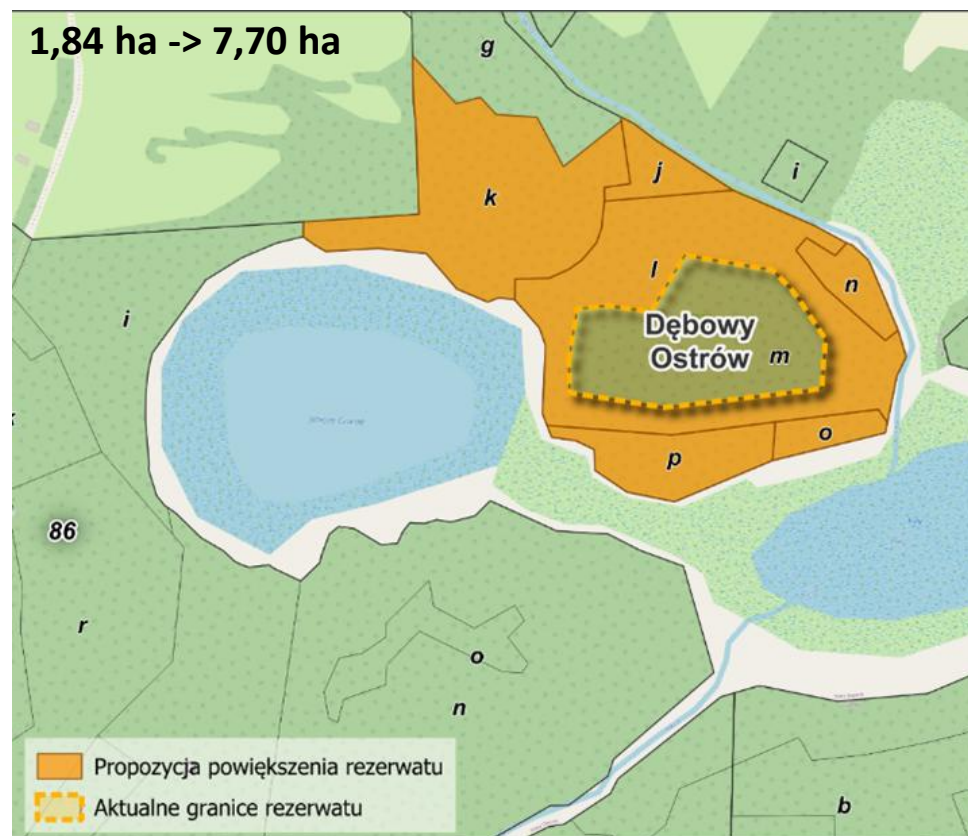 1,84 ha -> 7,70 ha
g
i
j
k
l
n
i
Dębowy
Ostrów
m
o
p
86
r
o
n
b
Propozycja powiększenia rezerwatu
Aktualne granice rezerwatu